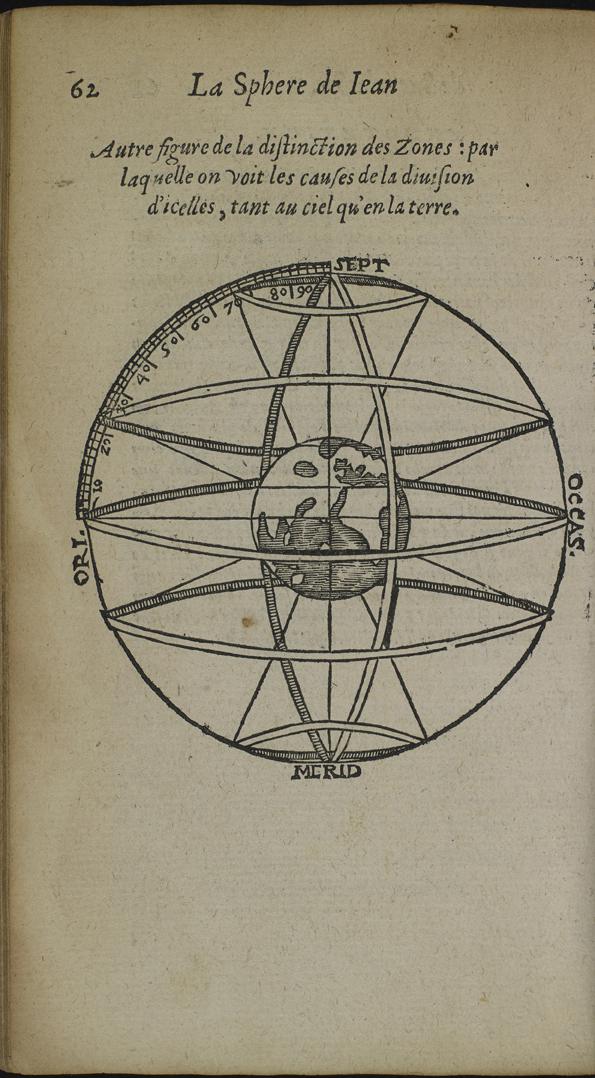 62 La Sphere de Iean
Autre figure de la distinction des Zones : par
laquelle on voit les causes de la diuision
d'icelles, tant au ciel qu'en la terre.
SEPT
90
80
70
60
50
40
30
20
10
ORI.
OCCAS.
MERID